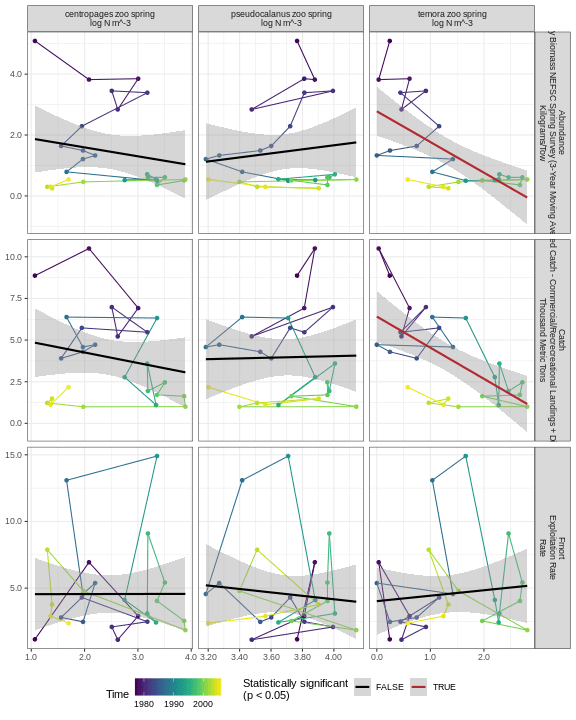 centropages zoo spring
log N m^-3
pseudocalanus zoo spring
log N m^-3
temora zoo spring
log N m^-3
4.0
2.0
0.0
Abundance
y Biomass NEFSC Spring Survey (3-Year Moving Ave
Kilograms/Tow
10.0
7.5
5.0
2.5
0.0
Catch
ed Catch - Commercial/Recreational Landings + D
Thousand Metric Tons
15.0
10.0
5.0
Fmort
Exploitation Rate
Rate
1.0 2.0 3.0 4.0
3.20 3.40 3.60 3.80 4.00
0.0 1.0 2.0
Time
1980 1990 2000
Statistically significant
(p < 0.05)
FALSE
TRUE